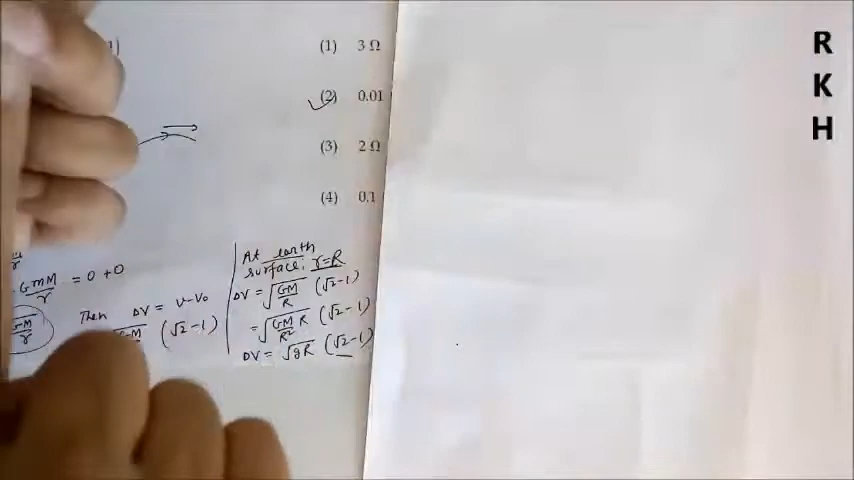 (1) 3 Ω
(2) 0.01
(3) 2 Ω
(4) 0.1
GmM/r = 0 + 0
Then ΔV = V - V₀
(√2 - 1)
At earth
surface, r = R
ΔV = √(GM/R) (√2 - 1)
= √(GM/R² R) (√2 - 1)
ΔV = √gR (√2 - 1)
R
K
H